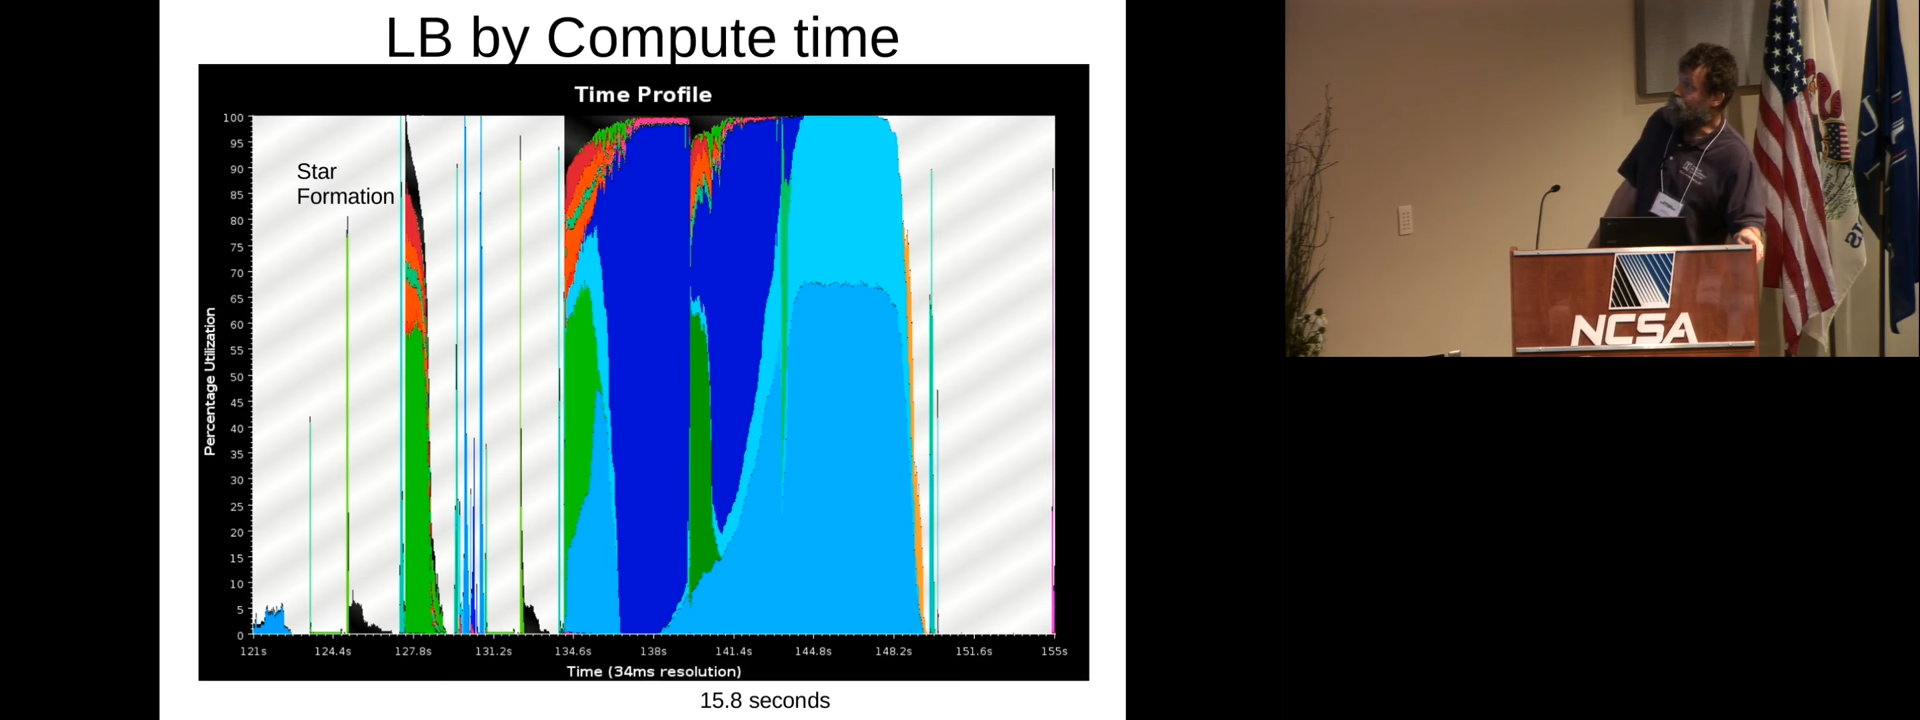 LB by Compute time
Time Profile
100
95
90
85
80
75
70
65
60
55
50
45
40
35
30
25
20
15
10
5
0
Percentage Utilization
Star
Formation
121s 124.4s 127.8s 131.2s 134.6s 138s 141.4s 144.8s 148.2s 151.6s 155s
Time (34ms resolution)
15.8 seconds
NCSA